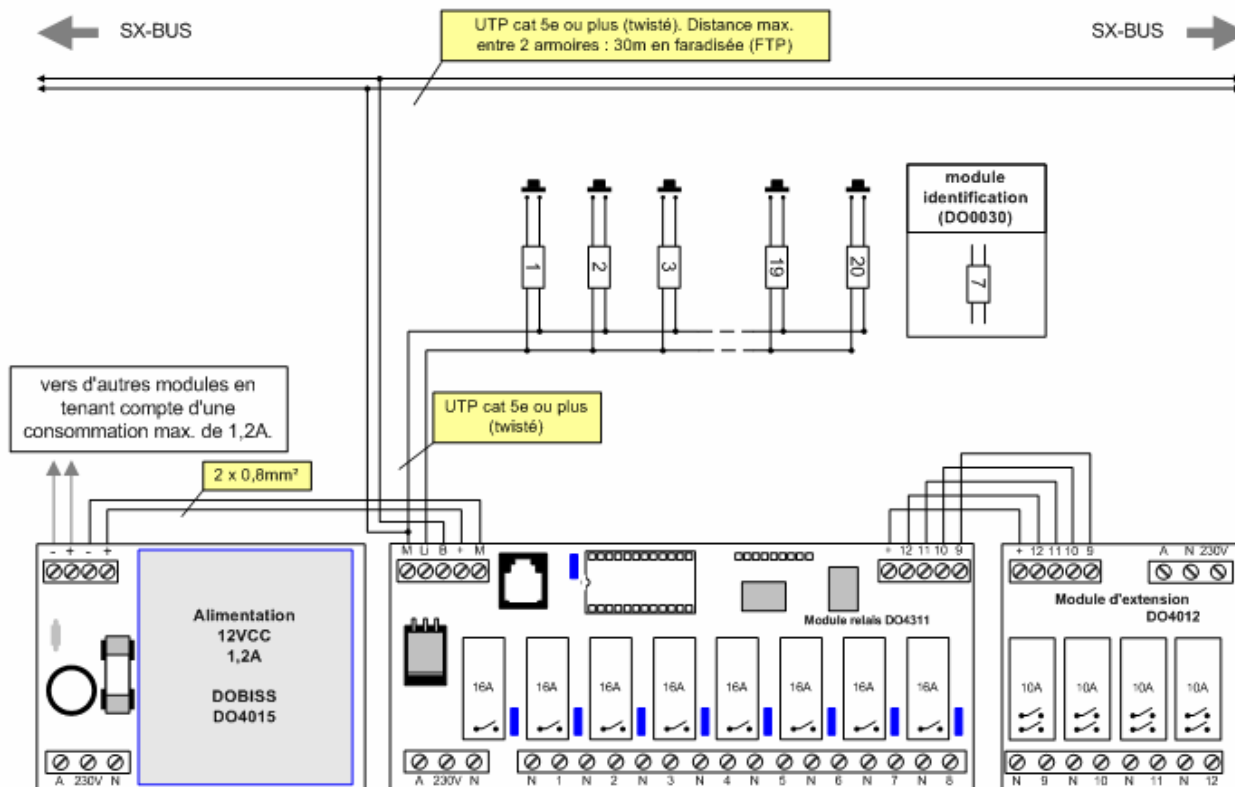 SX-BUS
UTP cat 5e ou plus (twisté). Distance max.
entre 2 armoires : 30m en faradisée (FTP)
SX-BUS
module
identification
(DO0030)
1
2
3
19
20
7
vers d'autres modules en
tenant compte d'une
consommation max. de 1,2A.
UTP cat 5e ou plus
(twisté)
2 x 0,8mm²
- + - +
M Li B + M
+ 12 11 10 9
+ 12 11 10 9
A N 230V
Alimentation
12VCC
1,2A
DOBISS
DO4015
Module relais DO4311
Module d'extension
DO4012
16A 16A 16A 16A 16A 16A 16A 16A
10A 10A 10A 10A
A 230V N
A 230V N
N 1 N 2 N 3 N 4 N 5 N 6 N 7 N 8
N 9 N 10 N 11 N 12